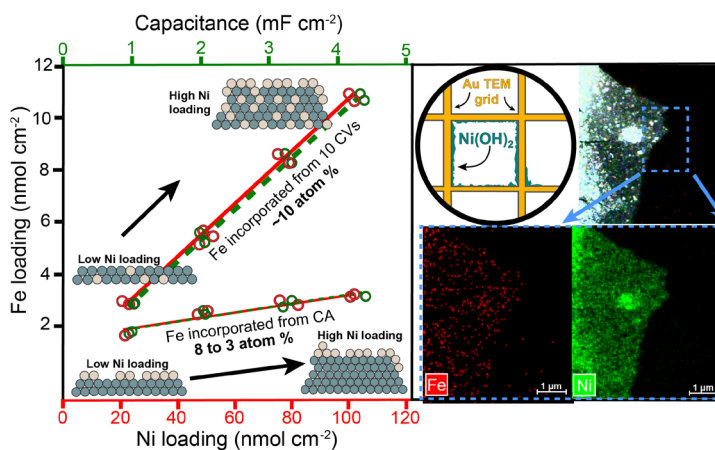 Capacitance (mF cm⁻²)
0 1 2 3 4 5
12
10
8
6
4
2
Fe loading (nmol cm⁻²)
High Ni
loading
Fe incorporated from 10 CVs
~10 atom %
Low Ni loading
Fe incorporated from CA
8 to 3 atom %
Low Ni loading
High Ni loading
0 20 40 60 80 100 120
Ni loading (nmol cm⁻²)
Au TEM
grid
Ni(OH)₂
Fe
1 µm
Ni
1 µm